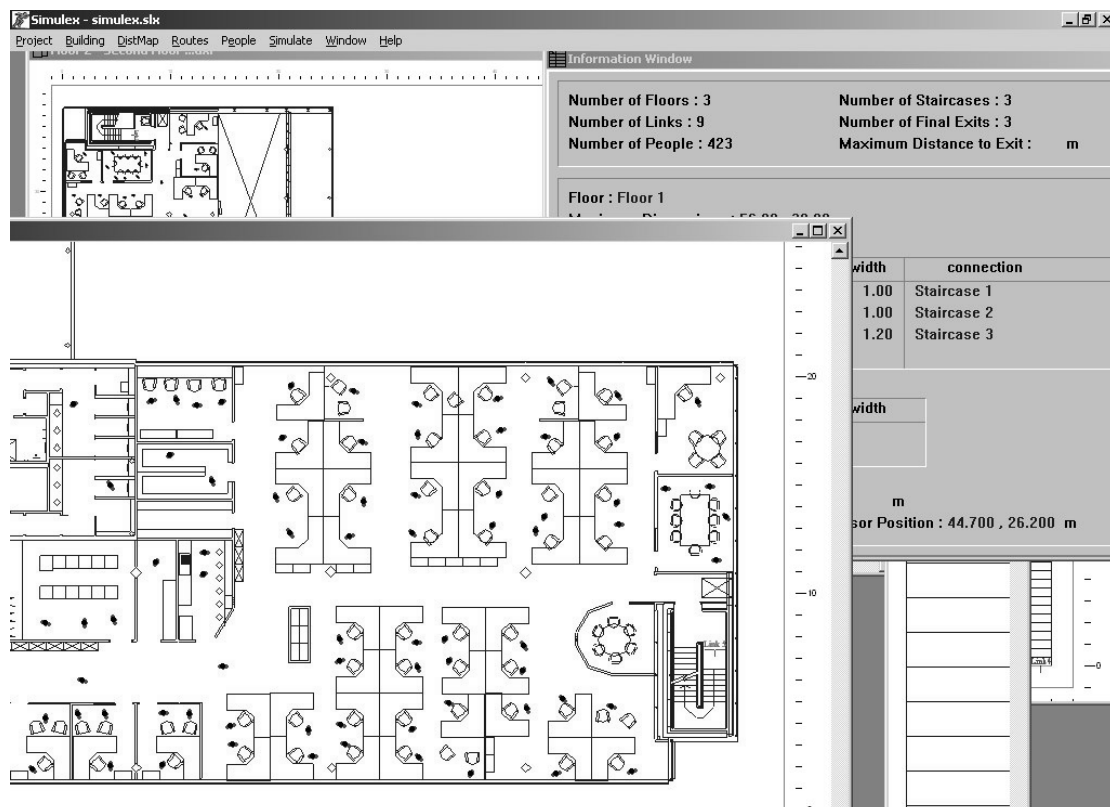 Simulex - simulex.slx
Project Building DistMap Routes People Simulate Window Help
Information Window
Number of Floors : 3 Number of Staircases : 3
Number of Links : 9 Number of Final Exits : 3
Number of People : 423 Maximum Distance to Exit : m
Floor : Floor 1
width connection
1.00 Staircase 1
1.00 Staircase 2
1.20 Staircase 3
20
width
m
sor Position : 44.700 , 26.200 m
10
0